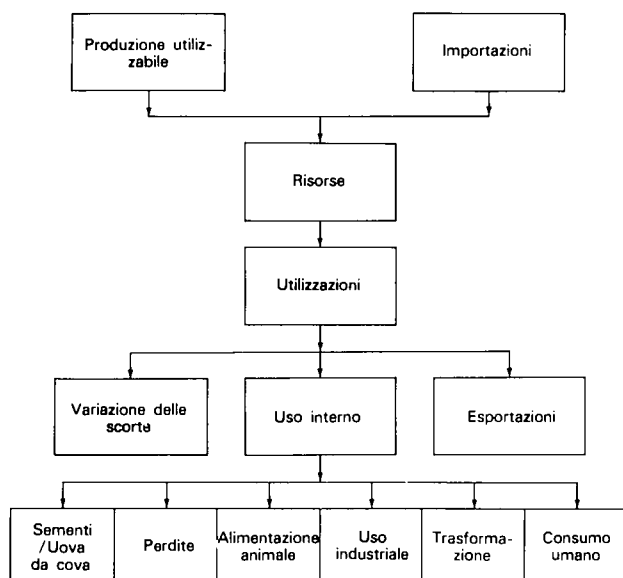 Produzione utiliz-
zabile
Importazioni
Risorse
Utilizzazioni
Variazione delle
scorte
Uso interno
Esportazioni
Sementi
/Uova
da cova
Perdite
Alimentazione
animale
Uso
industriale
Trasforma-
zione
Consumo
umano